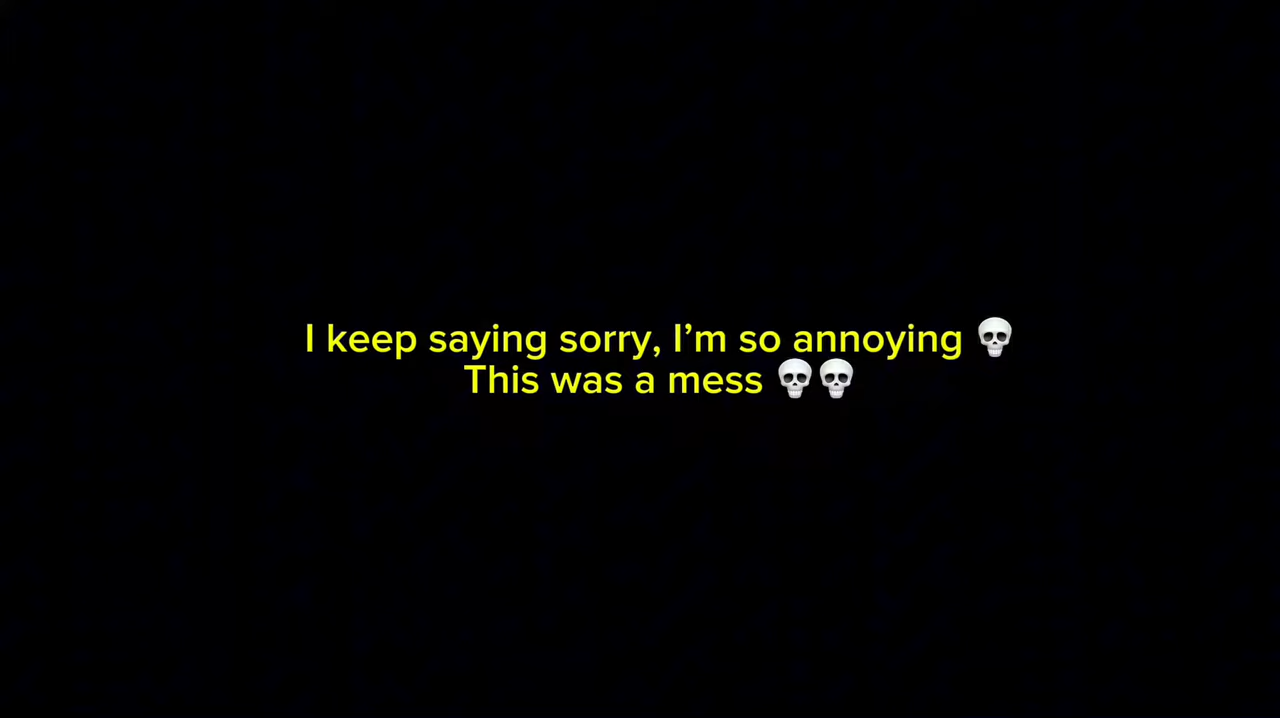 I keep saying sorry, I’m so annoying 💀
This was a mess 💀💀